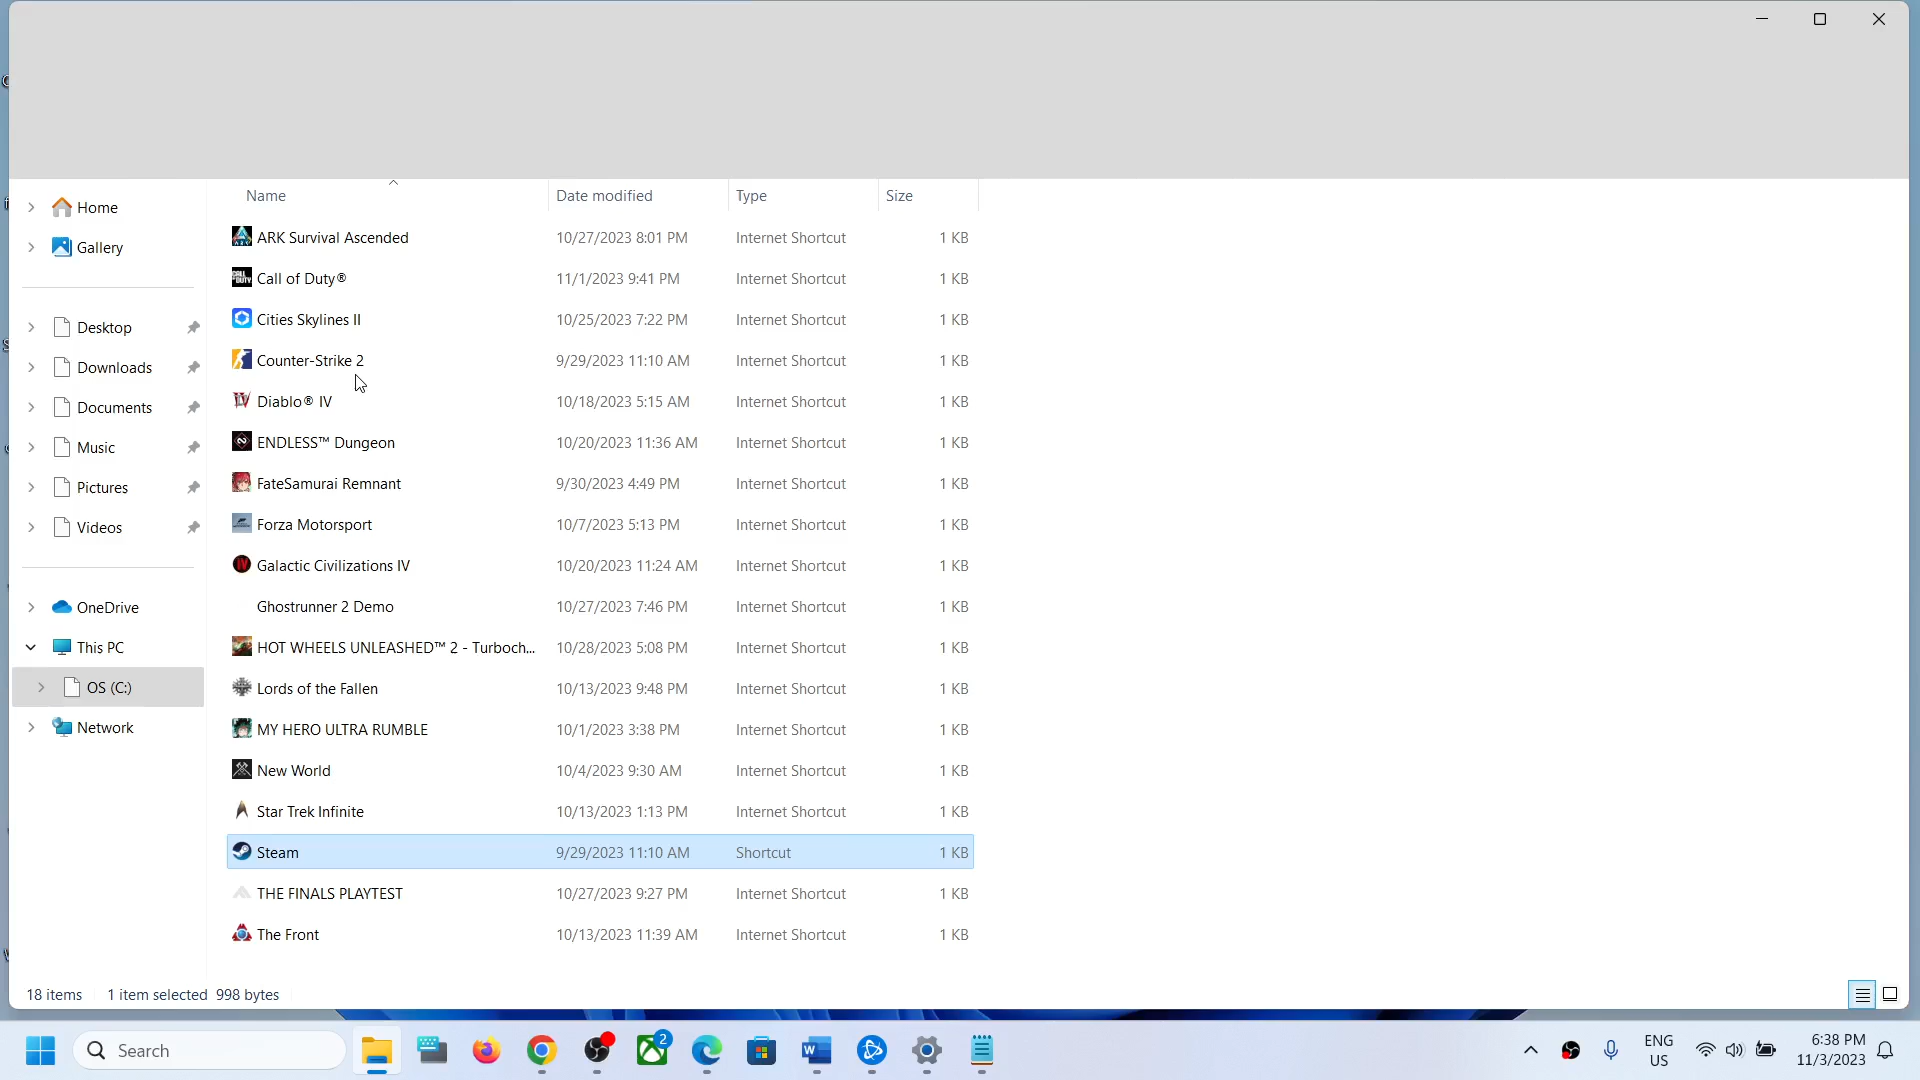 Name Date modified Type Size
Home
Gallery
Desktop
Downloads
Documents
Music
Pictures
Videos
OneDrive
This PC
OS (C:)
Network
ARK Survival Ascended 10/27/2023 8:01 PM Internet Shortcut 1 KB
Call of Duty® 11/1/2023 9:41 PM Internet Shortcut 1 KB
Cities Skylines II 10/25/2023 7:22 PM Internet Shortcut 1 KB
Counter-Strike 2 9/29/2023 11:10 AM Internet Shortcut 1 KB
Diablo® IV 10/18/2023 5:15 AM Internet Shortcut 1 KB
ENDLESS™ Dungeon 10/20/2023 11:36 AM Internet Shortcut 1 KB
FateSamurai Remnant 9/30/2023 4:49 PM Internet Shortcut 1 KB
Forza Motorsport 10/7/2023 5:13 PM Internet Shortcut 1 KB
Galactic Civilizations IV 10/20/2023 11:24 AM Internet Shortcut 1 KB
Ghostrunner 2 Demo 10/27/2023 7:46 PM Internet Shortcut 1 KB
HOT WHEELS UNLEASHED™ 2 - Turboch... 10/28/2023 5:08 PM Internet Shortcut 1 KB
Lords of the Fallen 10/13/2023 9:48 PM Internet Shortcut 1 KB
MY HERO ULTRA RUMBLE 10/1/2023 3:38 PM Internet Shortcut 1 KB
New World 10/4/2023 9:30 AM Internet Shortcut 1 KB
Star Trek Infinite 10/13/2023 1:13 PM Internet Shortcut 1 KB
Steam 9/29/2023 11:10 AM Shortcut 1 KB
THE FINALS PLAYTEST 10/27/2023 9:27 PM Internet Shortcut 1 KB
The Front 10/13/2023 11:39 AM Internet Shortcut 1 KB
18 items 1 item selected 998 bytes
Search
2
ENG
US
6:38 PM
11/3/2023